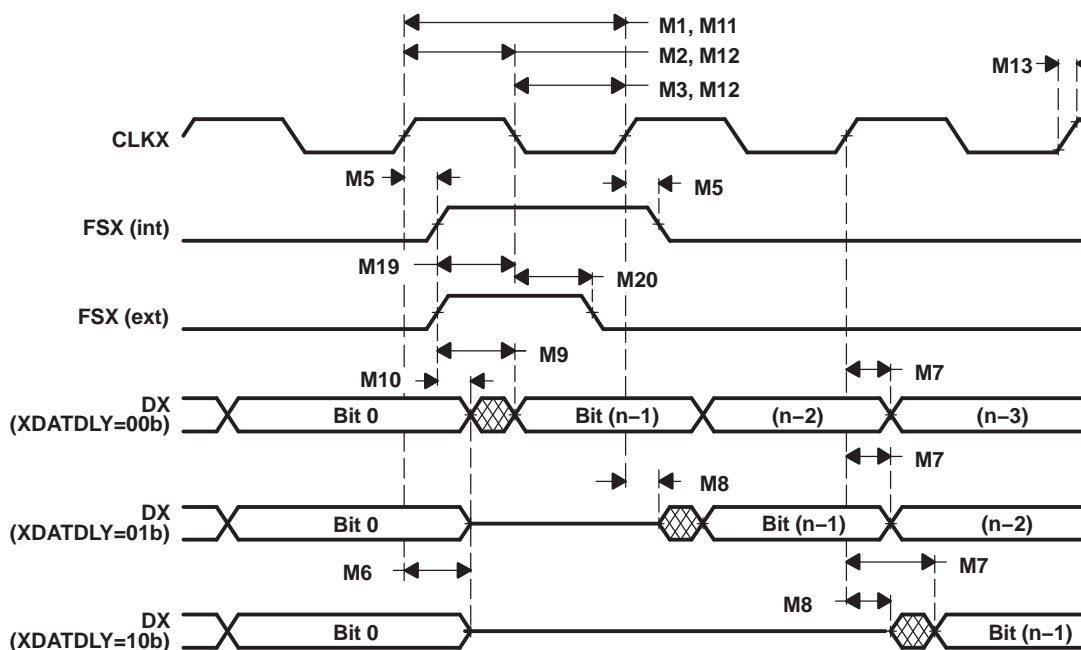 M1, M11
M2, M12
M13
M3, M12
CLKX
M5
M5
FSX (int)
M19
M20
FSX (ext)
M9
M10
M7
DX
(XDATDLY=00b)
Bit 0
Bit (n−1)
(n−2)
(n−3)
M7
M8
DX
(XDATDLY=01b)
Bit 0
Bit (n−1)
(n−2)
M6
M7
M8
DX
(XDATDLY=10b)
Bit 0
Bit (n−1)